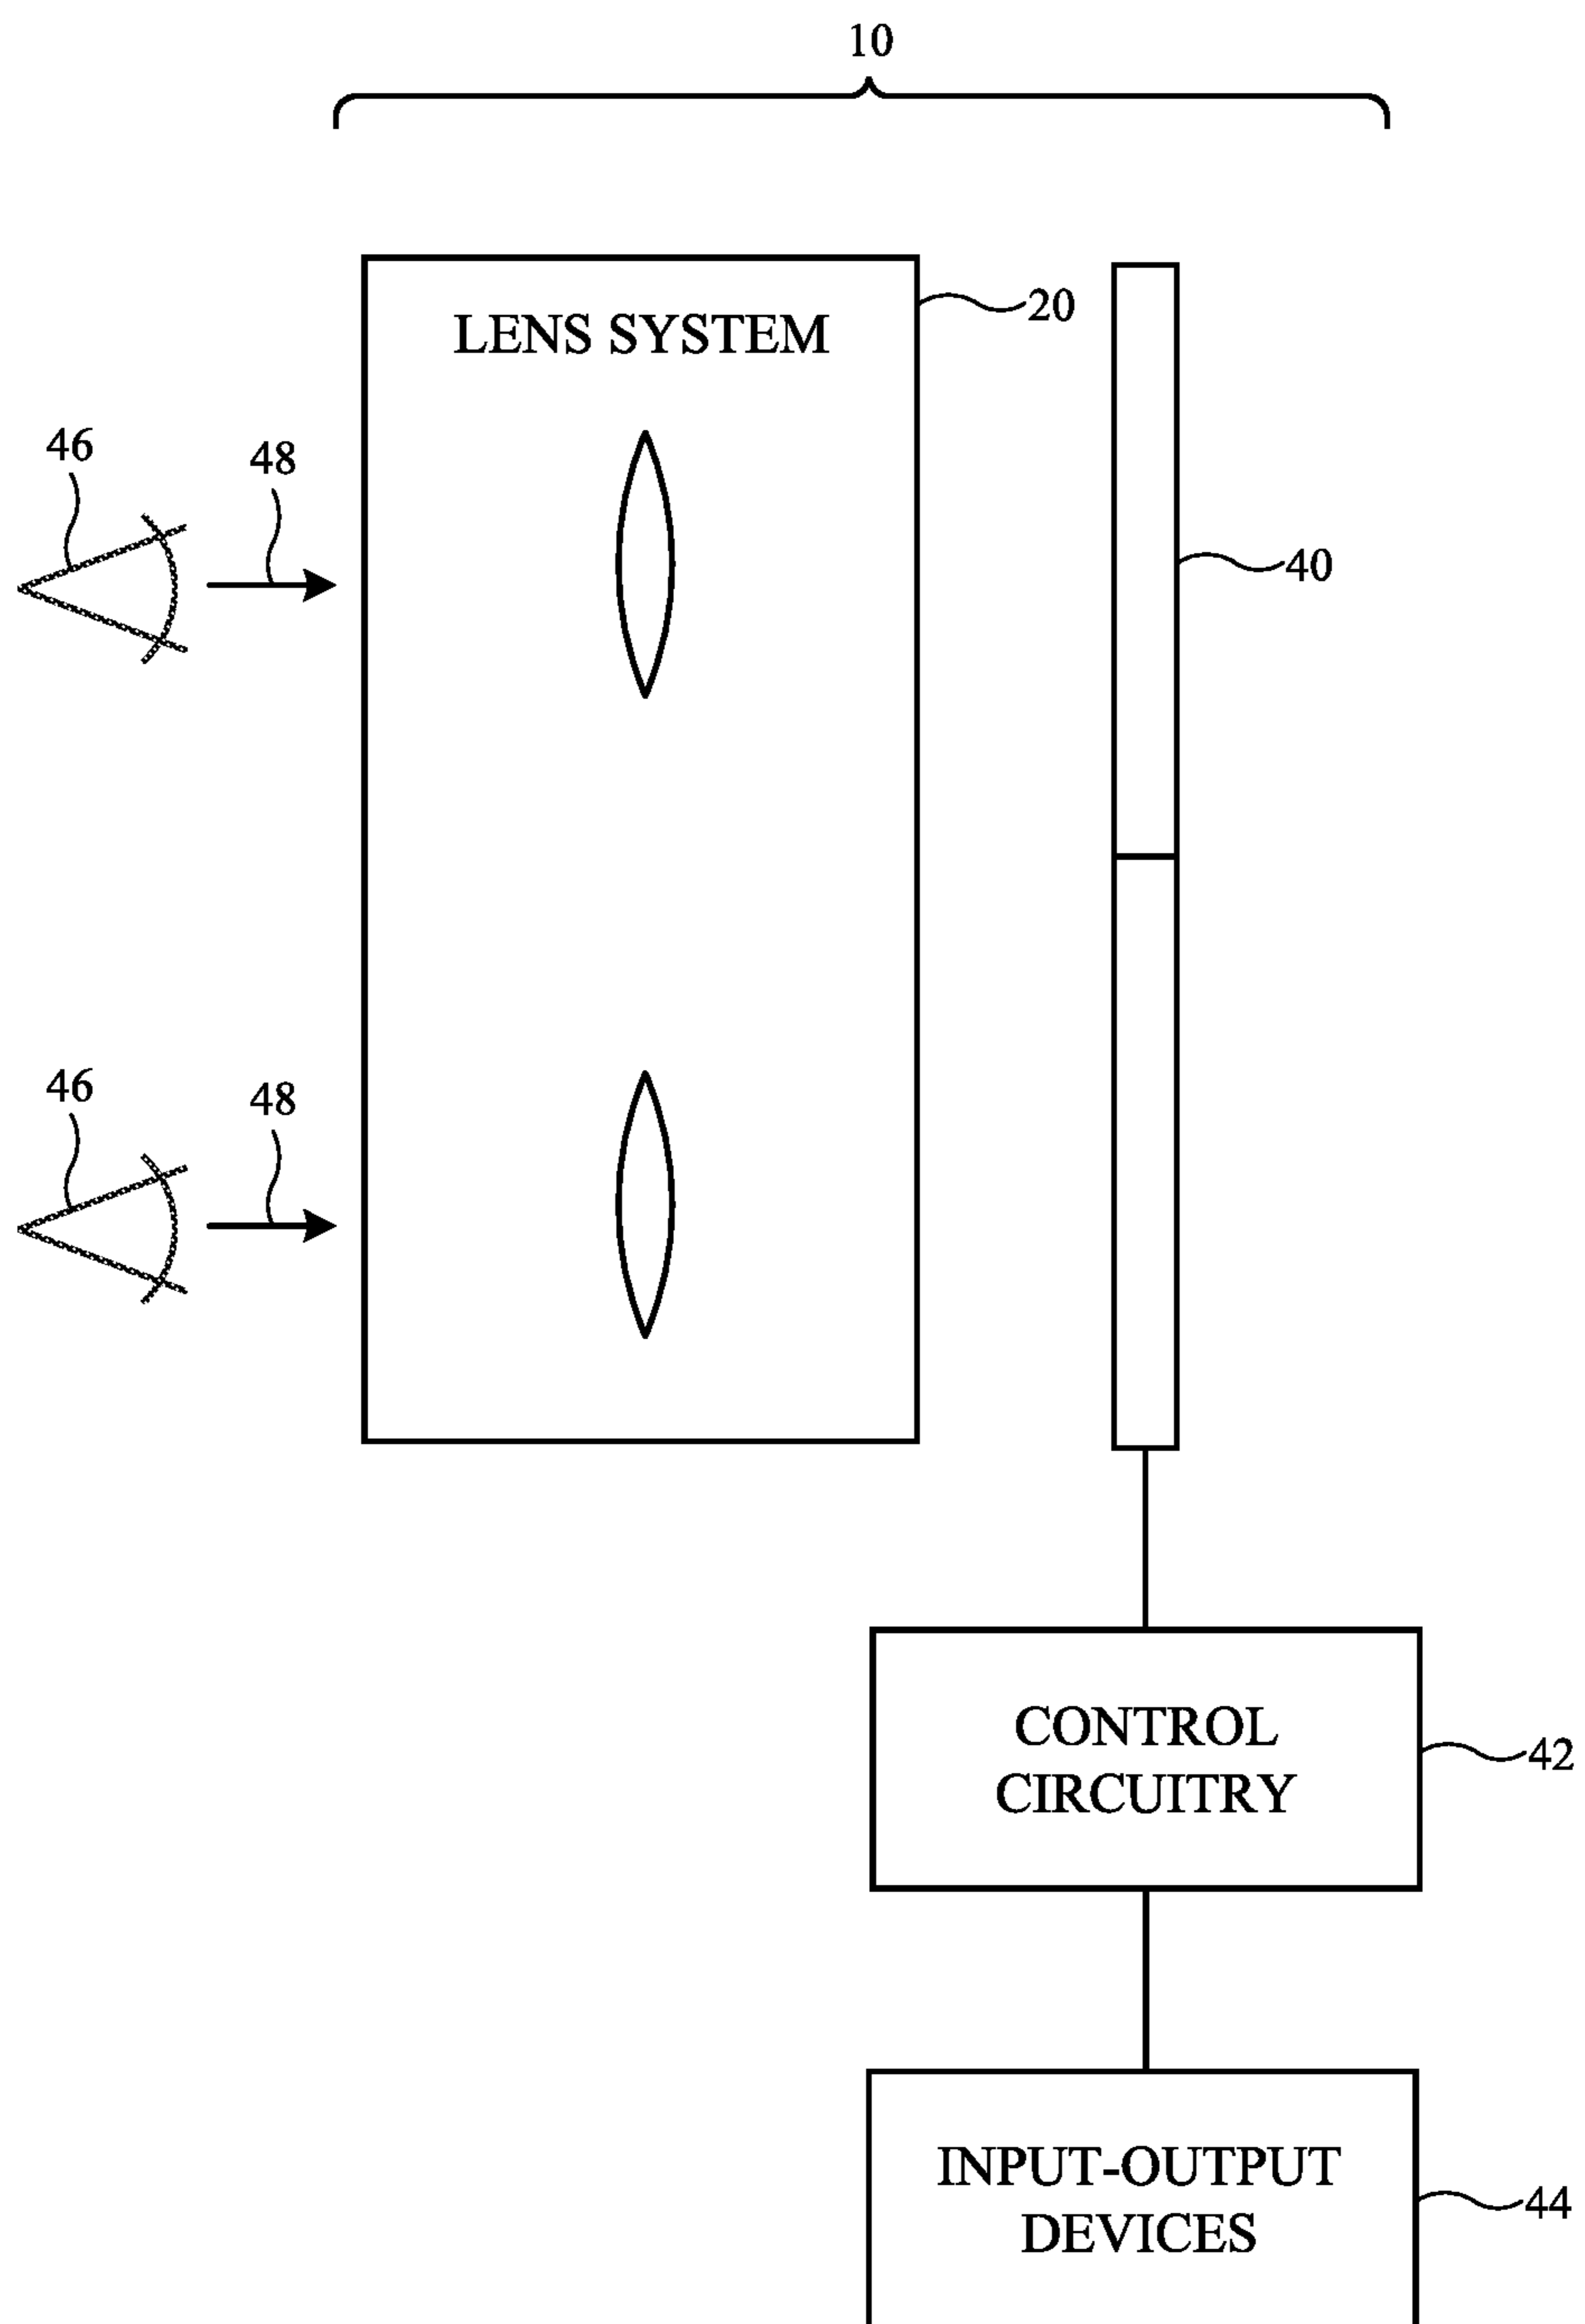 10
LENS SYSTEM
20
46
48
40
46
48
CONTROL
CIRCUITRY
42
INPUT-OUTPUT
DEVICES
44